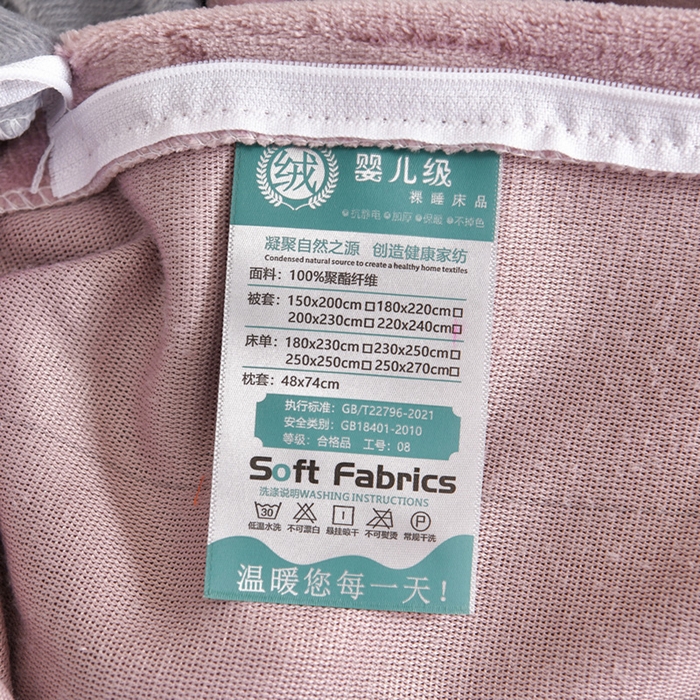 绒 婴儿级
裸睡床品
抗静电 加厚 保暖 不掉色
凝聚自然之源 创造健康家纺
Condensed natural source to create a healthy home textifes
面料：100%聚酯纤维
被套：150x200cm□180x220cm□
200x230cm□220x240cm□
床单：180x230cm□230x250cm□
250x250cm□250x270cm□
枕套：48x74cm
执行标准：GB/T22796-2021
安全类别：GB18401-2010
等级：合格品 工号：08
Soft Fabrics
洗涤说明WASHING INSTRUCTIONS
30 P
低温水洗 不可漂白 悬挂晾干 不可熨烫 常规干洗
温暖您每一天！